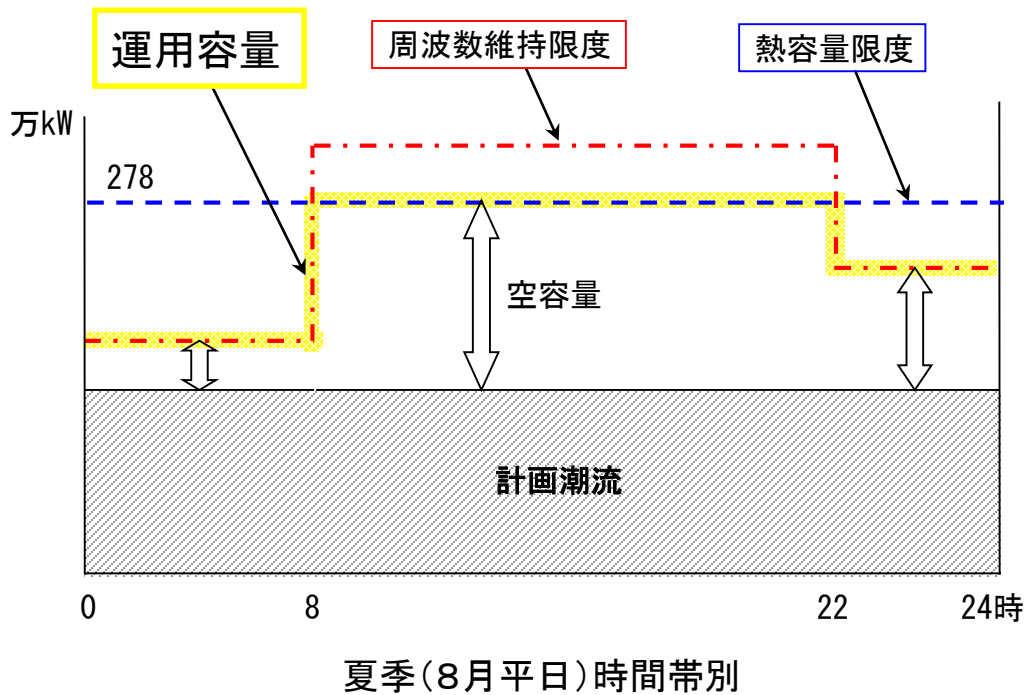 運用容量
周波数維持限度
熱容量限度
万kW
278
空容量
計画潮流
0
8
22
24時
夏季(8月平日)時間帯別